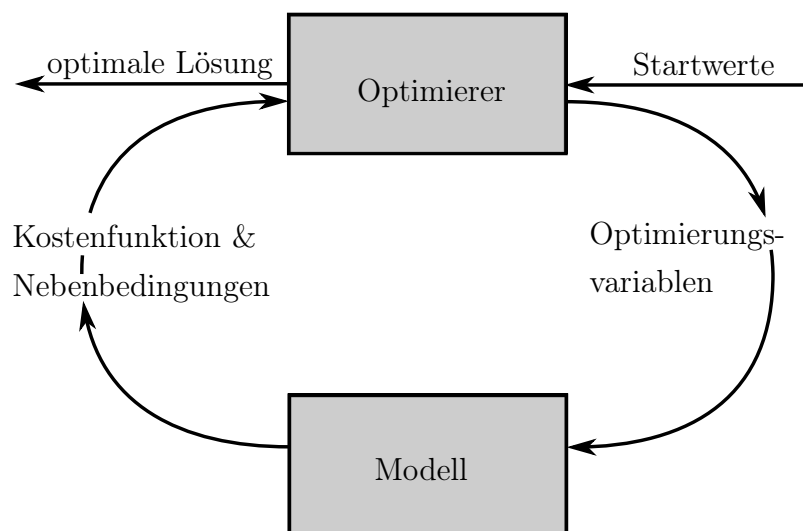 optimale Lösung
Startwerte
Optimierer
Kostenfunktion &
Nebenbedingungen
Optimierungs-
variablen
Modell